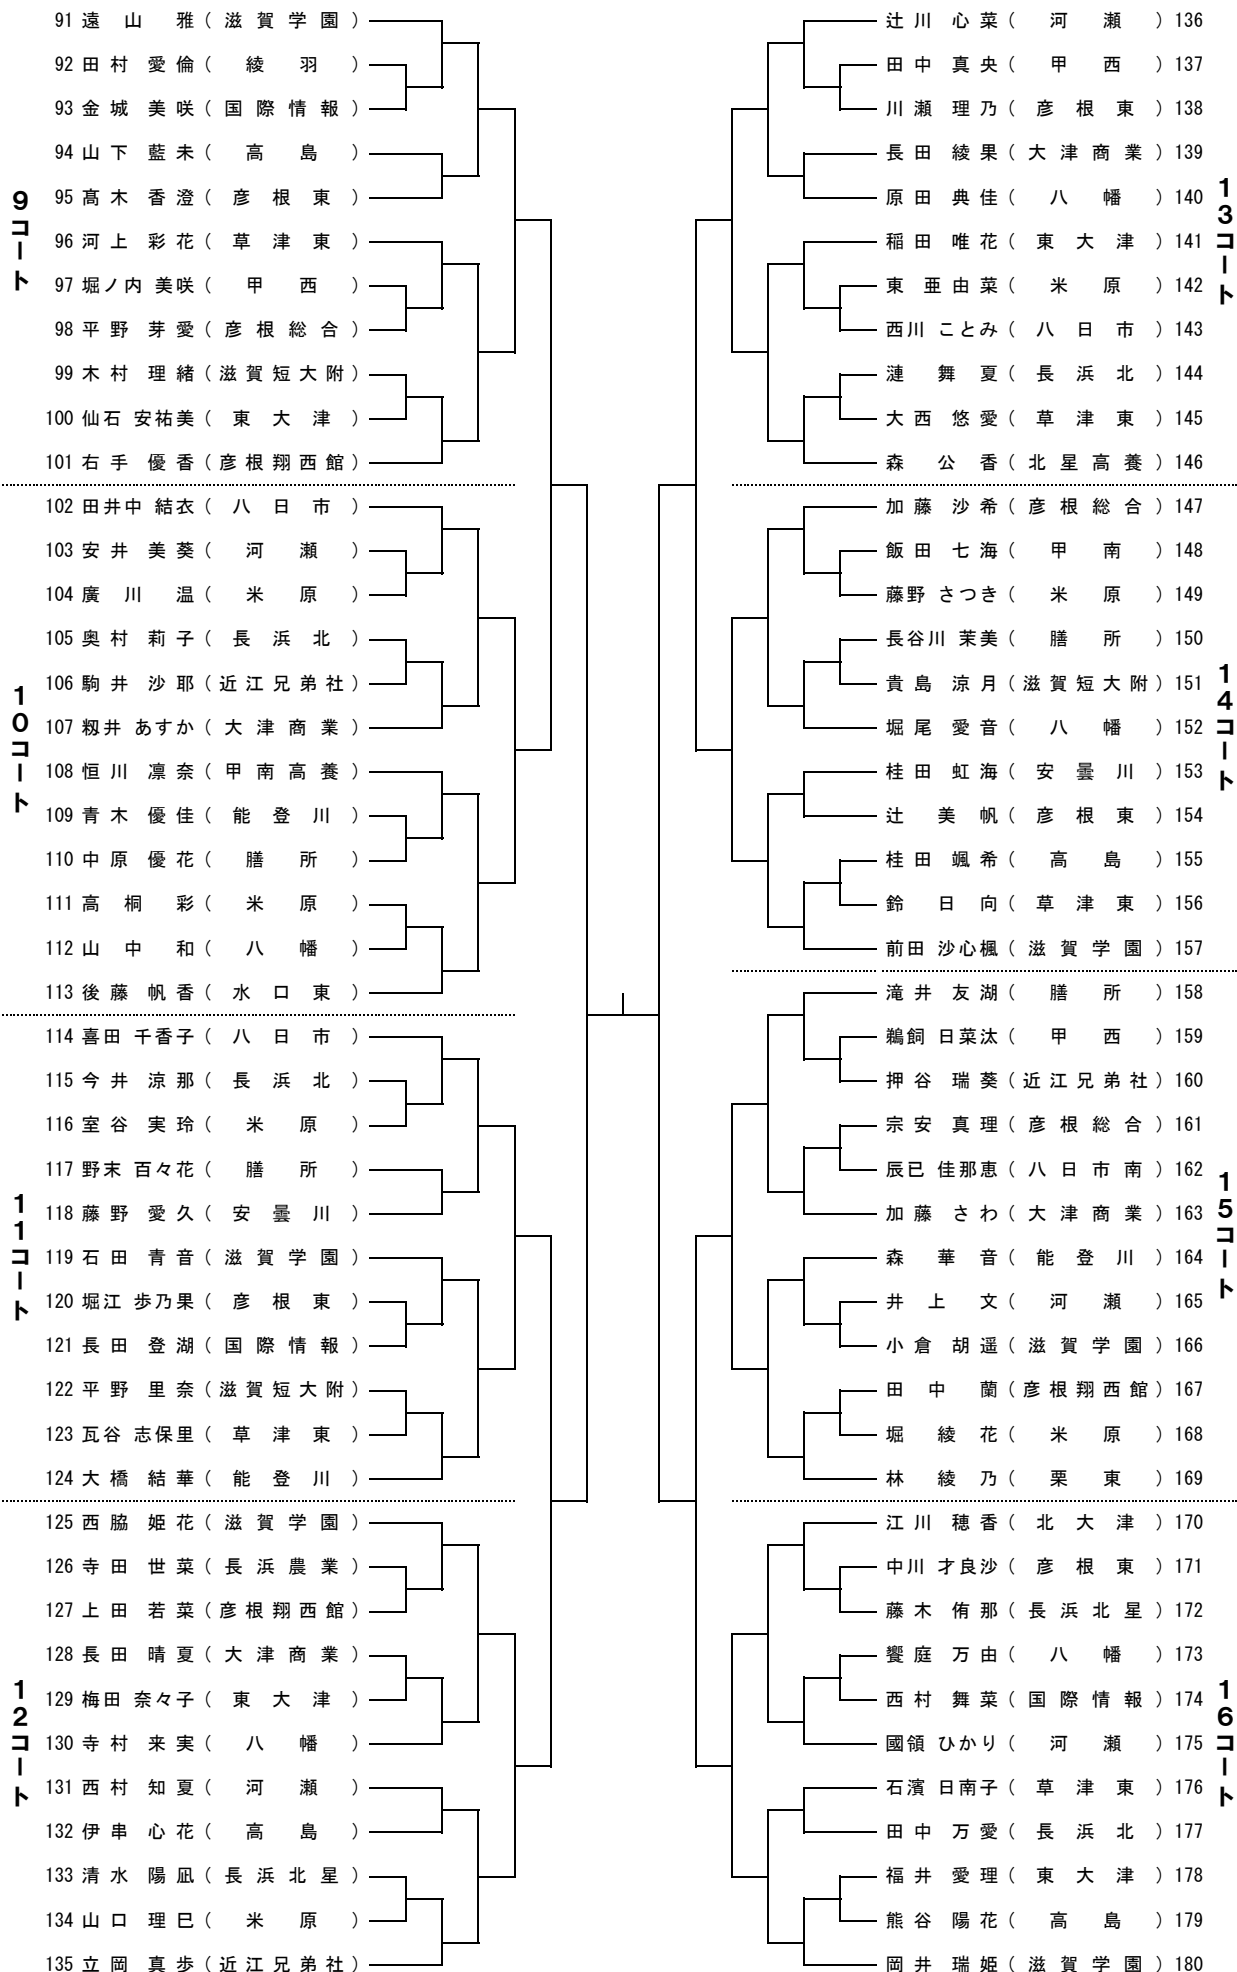 9コート
91 遠山 雅 (滋賀学園)
92 田村 愛倫 (綾羽)
93 金城 美咲 (国際情報)
94 山下 藍未 (高島)
95 髙木 香澄 (彦根東)
96 河上 彩花 (草津東)
97 堀ノ内 美咲 (甲西)
98 平野 芽愛 (彦根総合)
99 木村 理緒 (滋賀短大附)
100 仙石 安祐美 (東大津)
101 右手 優香 (彦根翔西館)
10コート
102 田井中 結衣 (八日市)
103 安井 美葵 (河瀬)
104 廣川 温 (米原)
105 奥村 莉子 (長浜北)
106 駒井 沙耶 (近江兄弟社)
107 籾井 あすか (大津商業)
108 恒川 凛奈 (甲南高養)
109 青木 優佳 (能登川)
110 中原 優花 (膳所)
111 高桐 彩 (米原)
112 山中 和 (八幡)
113 後藤 帆香 (水口東)
11コート
114 喜田 千香子 (八日市)
115 今井 涼那 (長浜北)
116 室谷 実玲 (米原)
117 野末 百々花 (膳所)
118 藤野 愛久 (安曇川)
119 石田 青音 (滋賀学園)
120 堀江 歩乃果 (彦根東)
121 長田 登湖 (国際情報)
122 平野 里奈 (滋賀短大附)
123 瓦谷 志保里 (草津東)
124 大橋 結華 (能登川)
12コート
125 西脇 姫花 (滋賀学園)
126 寺田 世菜 (長浜農業)
127 上田 若菜 (彦根翔西館)
128 長田 晴夏 (大津商業)
129 梅田 奈々子 (東大津)
130 寺村 来実 (八幡)
131 西村 知夏 (河瀬)
132 伊串 心花 (高島)
133 清水 陽凪 (長浜北星)
134 山口 理巳 (米原)
135 立岡 真歩 (近江兄弟社)
13コート
辻川 心菜 (河瀬) 136
田中 真央 (甲西) 137
川瀬 理乃 (彦根東) 138
長田 綾果 (大津商業) 139
原田 典佳 (八幡) 140
稲田 唯花 (東大津) 141
東 亜由菜 (米原) 142
西川 ことみ (八日市) 143
漣 舞夏 (長浜北) 144
大西 悠愛 (草津東) 145
森 公香 (北星高養) 146
14コート
加藤 沙希 (彦根総合) 147
飯田 七海 (甲南) 148
藤野 さつき (米原) 149
長谷川 茉美 (膳所) 150
貴島 涼月 (滋賀短大附) 151
堀尾 愛音 (八幡) 152
桂田 虹海 (安曇川) 153
辻 美帆 (彦根東) 154
桂田 颯希 (高島) 155
鈴 日向 (草津東) 156
前田 沙心楓 (滋賀学園) 157
15コート
滝井 友湖 (膳所) 158
鵜飼 日菜汰 (甲西) 159
押谷 瑞葵 (近江兄弟社) 160
宗安 真理 (彦根総合) 161
辰已 佳那恵 (八日市南) 162
加藤 さわ (大津商業) 163
森 華音 (能登川) 164
井上 文 (河瀬) 165
小倉 胡遥 (滋賀学園) 166
田中 蘭 (彦根翔西館) 167
堀 綾花 (米原) 168
林 綾乃 (栗東) 169
16コート
江川 穂香 (北大津) 170
中川 才良沙 (彦根東) 171
藤木 侑那 (長浜北星) 172
饗庭 万由 (八幡) 173
西村 舞菜 (国際情報) 174
國領 ひかり (河瀬) 175
石濱 日南子 (草津東) 176
田中 万愛 (長浜北) 177
福井 愛理 (東大津) 178
熊谷 陽花 (高島) 179
岡井 瑞姫 (滋賀学園) 180